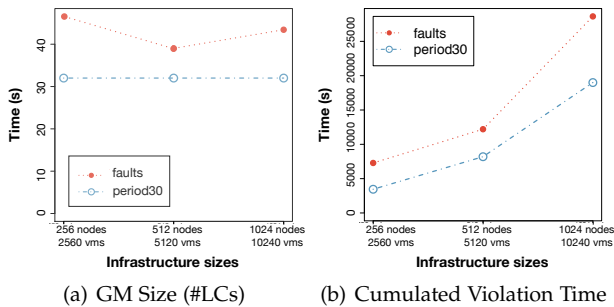 Time (s)
0
10
20
30
40
faults
period30
256 nodes
2560 vms
512 nodes
5120 vms
1024 nodes
10240 vms
Infrastructure sizes
(a) GM Size (#LCs)
Time (s)
0
5000
10000
15000
20000
25000
faults
period30
256 nodes
2560 vms
512 nodes
5120 vms
1024 nodes
10240 vms
Infrastructure sizes
(b) Cumulated Violation Time